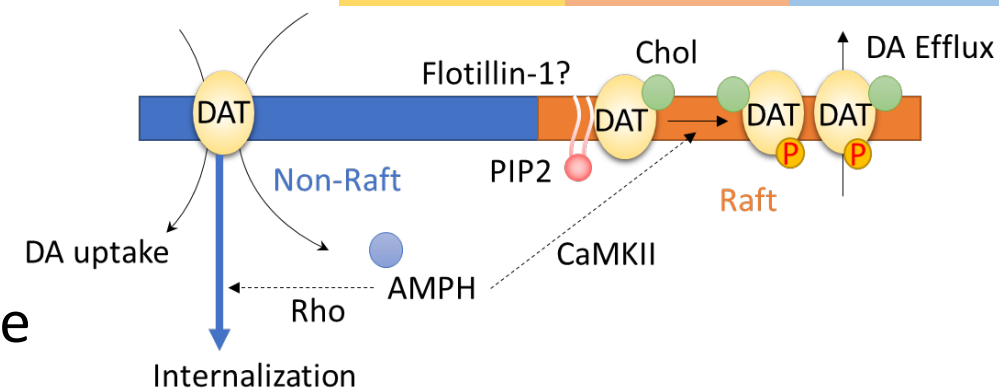 DA Efflux
Chol
Flotillin-1?
DAT
DAT
DAT
DAT
P
P
PIP2
Non-Raft
Raft
DA uptake
CaMKII
AMPH
Rho
e
Internalization